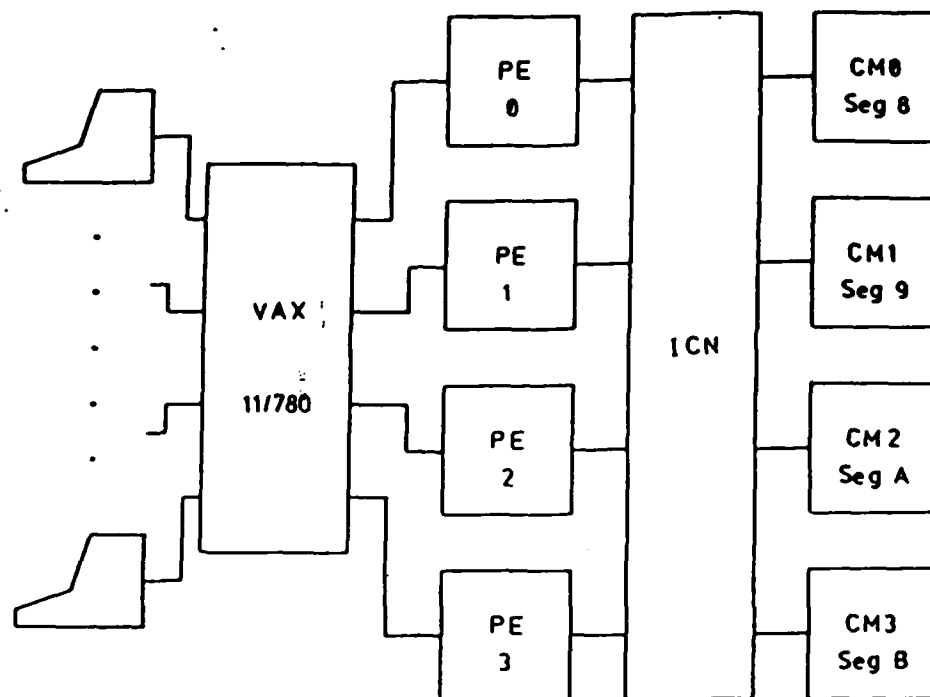 PE
0
CM0
Seg 8
PE
1
CM1
Seg 9
VAX
11/780
ICN
PE
2
CM2
Seg A
PE
3
CM3
Seg B